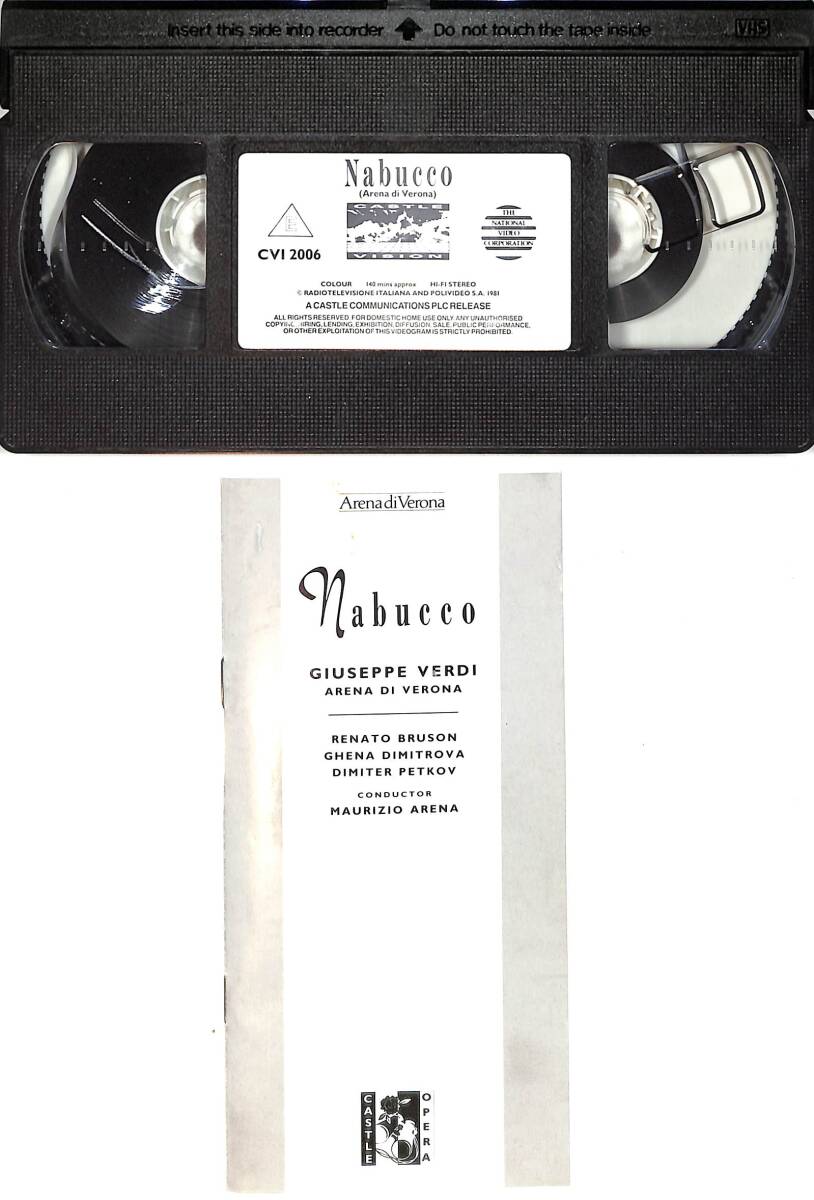 Insert this side into recorder Do not touch the tape inside VHS
Nabucco
(Arena di Verona)
E
CASTLE
VISION
CVI 2006
THE
NATIONAL
VIDEO
CORPORATION
COLOUR 140 mins approx HI-FI STEREO
© RADIOTELEVISIONE ITALIANA AND POLIVIDEO S.A. 1981
A CASTLE COMMUNICATIONS PLC RELEASE
ALL RIGHTS RESERVED. FOR DOMESTIC HOME USE ONLY. ANY UNAUTHORISED
COPYING, HIRING, LENDING, EXHIBITION, DIFFUSION, SALE, PUBLIC PERFORMANCE,
OR OTHER EXPLOITATION OF THIS VIDEOGRAM IS STRICTLY PROHIBITED.
Arena di Verona
Nabucco
GIUSEPPE VERDI
ARENA DI VERONA
RENATO BRUSON
GHENA DIMITROVA
DIMITER PETKOV
CONDUCTOR
MAURIZIO ARENA
CASTLE
OPERA